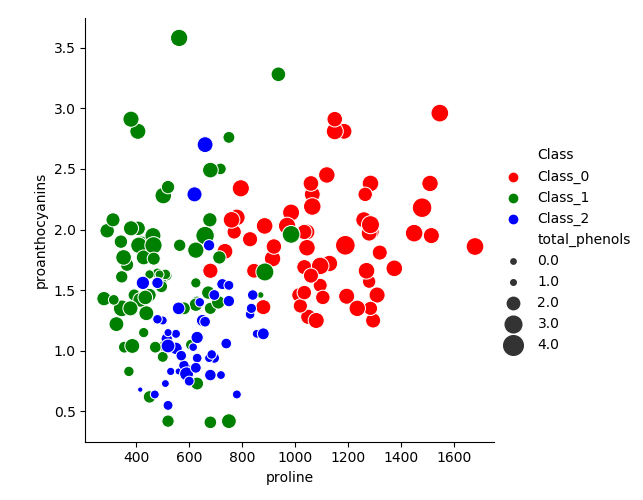 3.5
3.0
2.5
2.0
1.5
1.0
0.5
proanthocyanins
400 600 800 1000 1200 1400 1600
proline
Class
Class_0
Class_1
Class_2
total_phenols
0.0
1.0
2.0
3.0
4.0